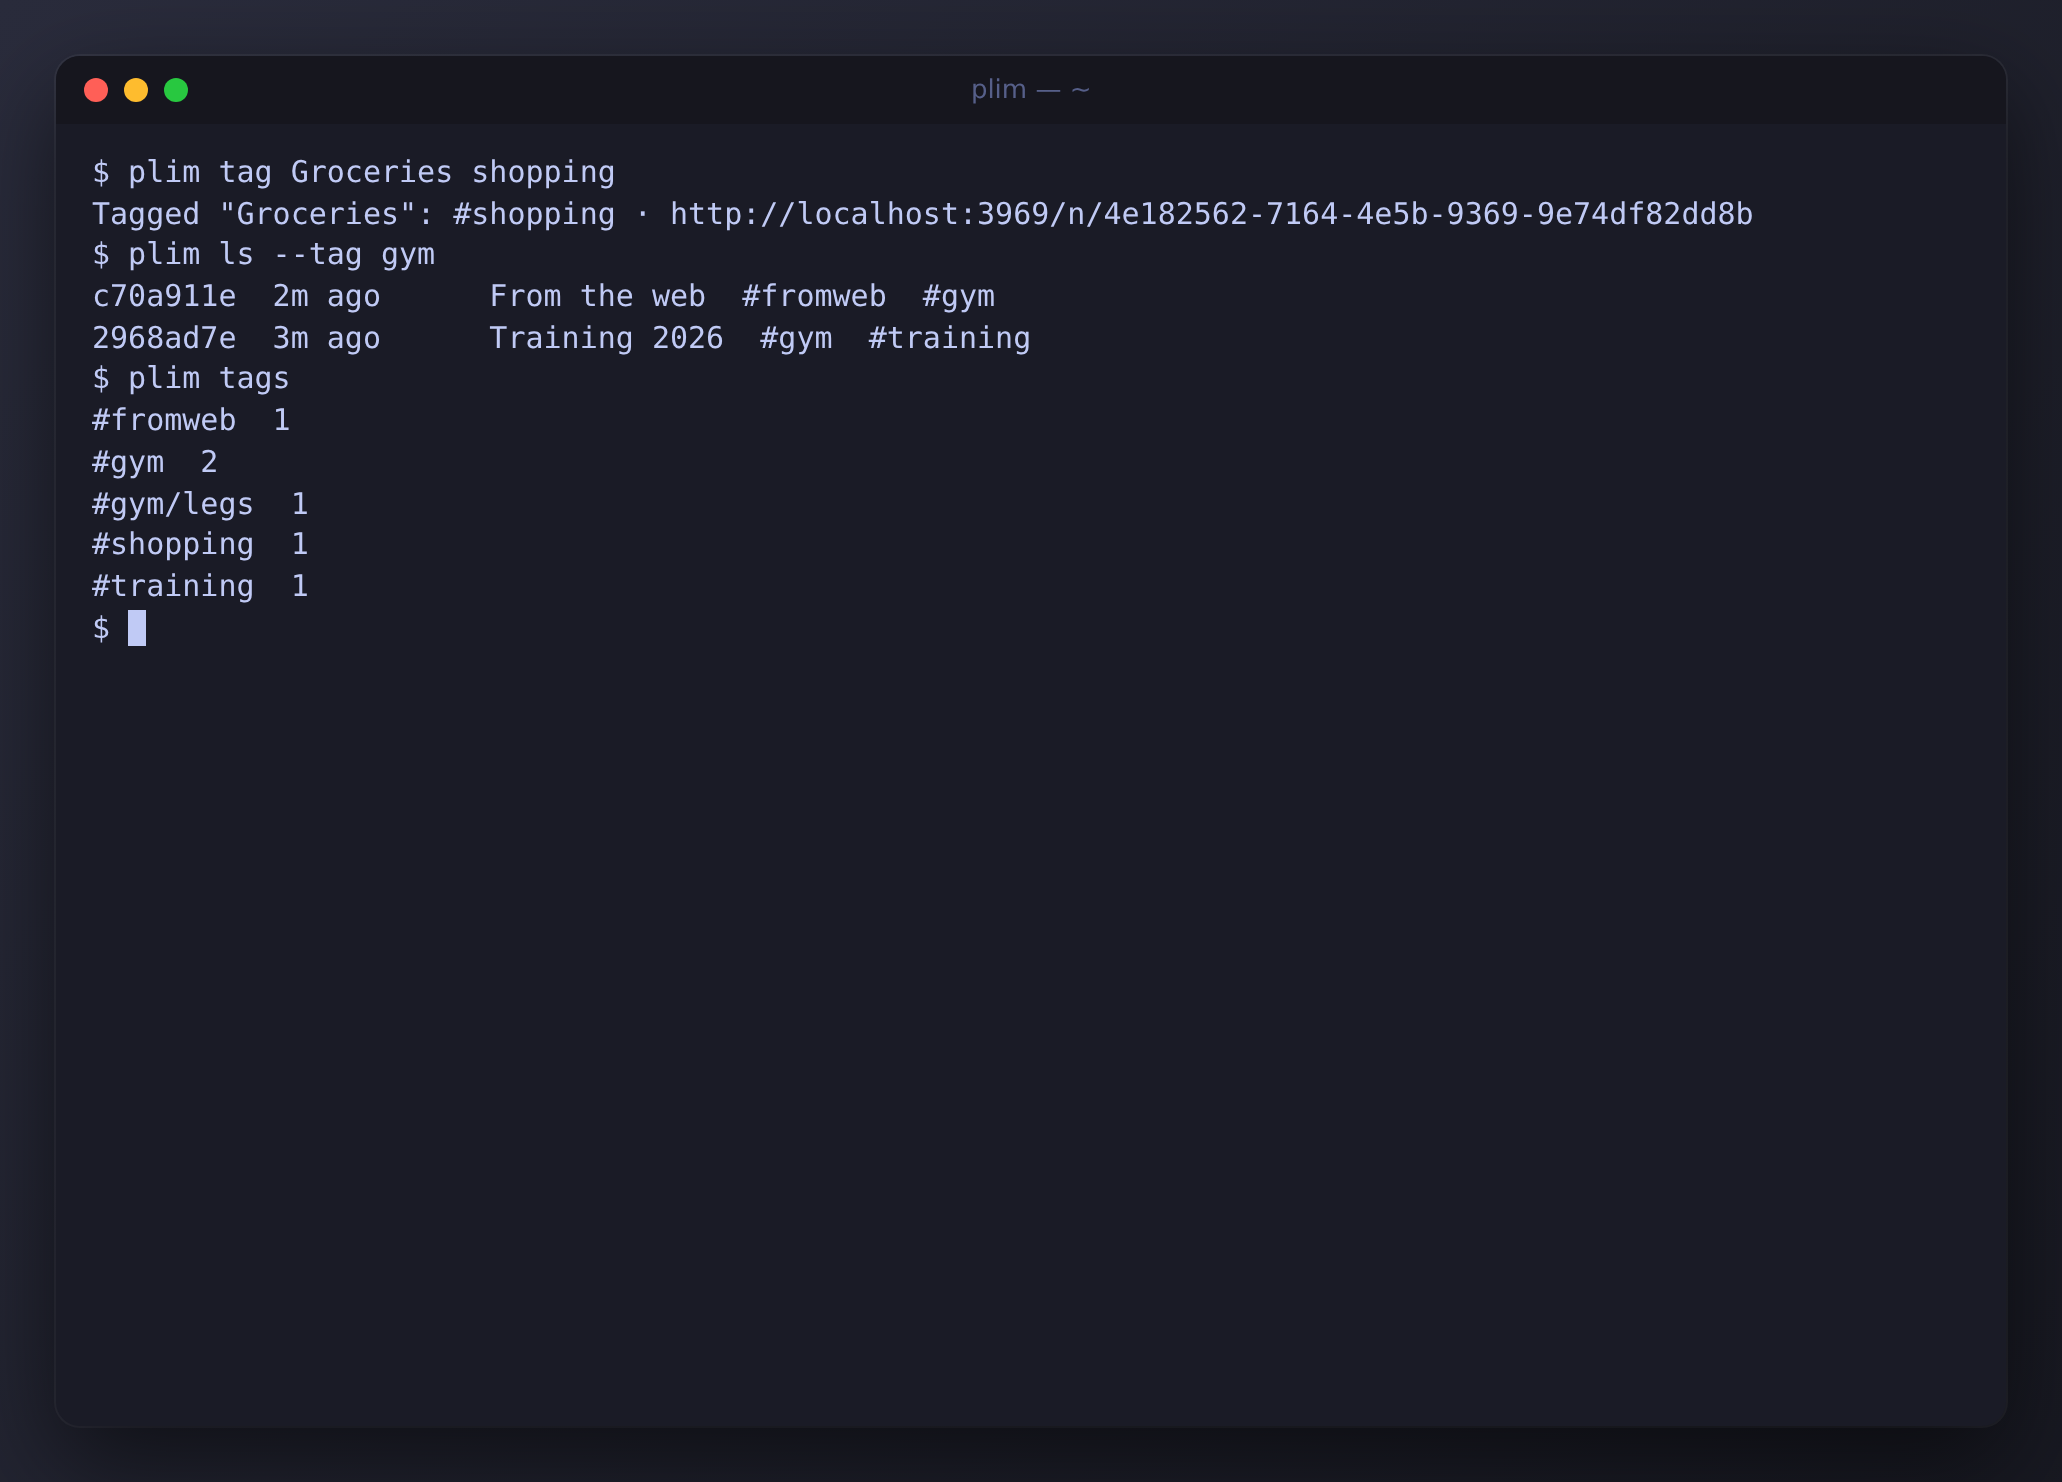 plim — ~
$ plim tag Groceries shopping
Tagged "Groceries": #shopping · http://localhost:3969/n/4e182562-7164-4e5b-9369-9e74df82dd8b
$ plim ls --tag gym
c70a911e  2m ago      From the web  #fromweb  #gym
2968ad7e  3m ago      Training 2026  #gym  #training
$ plim tags
#fromweb  1
#gym  2
#gym/legs  1
#shopping  1
#training  1
$